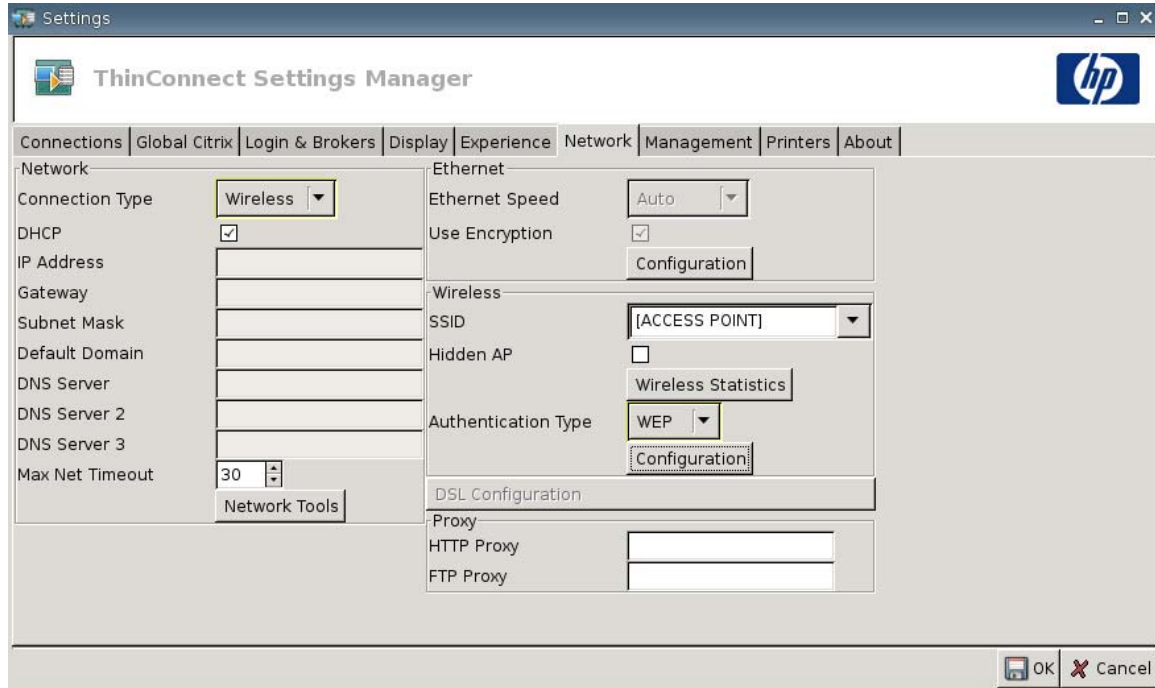 Settings
ThinConnect Settings Manager
hp
Connections Global Citrix Login & Brokers Display Experience Network Management Printers About
Network
Connection Type Wireless
DHCP
IP Address
Gateway
Subnet Mask
Default Domain
DNS Server
DNS Server 2
DNS Server 3
Max Net Timeout 30
Network Tools
Ethernet
Ethernet Speed Auto
Use Encryption
Configuration
Wireless
SSID [ACCESS POINT]
Hidden AP
Wireless Statistics
Authentication Type WEP
Configuration
DSL Configuration
Proxy
HTTP Proxy
FTP Proxy
OK Cancel